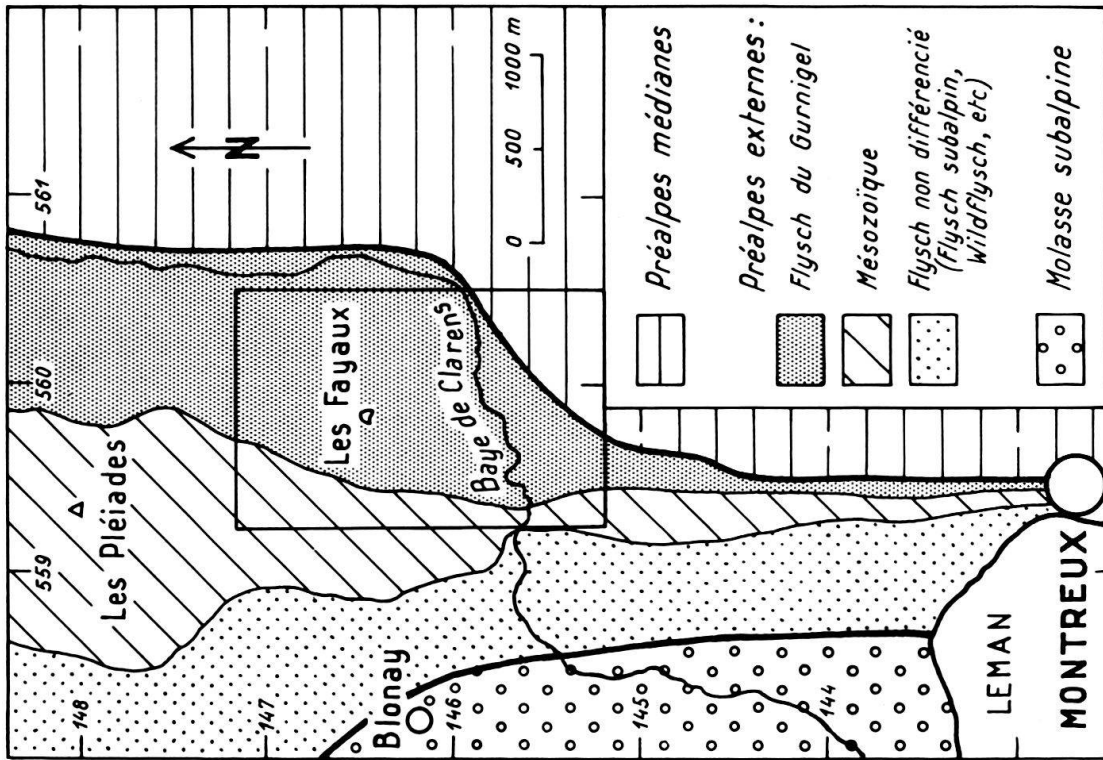 561
560
559
148
147
146
145
144
Les Pléiades
Les Fayaux
Baye de Clarens
Blonay
LEMAN
MONTREUX
N
0 500 1000 m
Préalpes médianes
Préalpes externes :
Flysch du Gurnigel
Mésozoïque
Flysch non différencié
(Flysch subalpin,
Wildflysch, etc)
Molasse subalpine